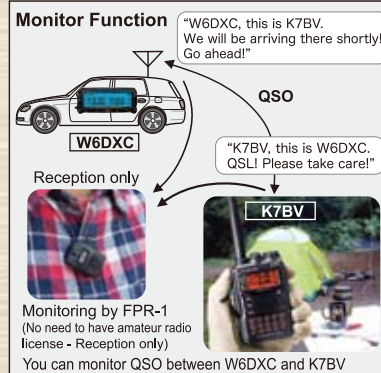 Monitor Function
“W6DXC, this is K7BV.
We will be arriving there shortly!
Go ahead!”
QSO
W6DXC
“K7BV, this is W6DXC.
QSL! Please take care!”
Reception only
K7BV
Monitoring by FPR-1
(No need to have amateur radio
license - Reception only)
You can monitor QSO between W6DXC and K7BV